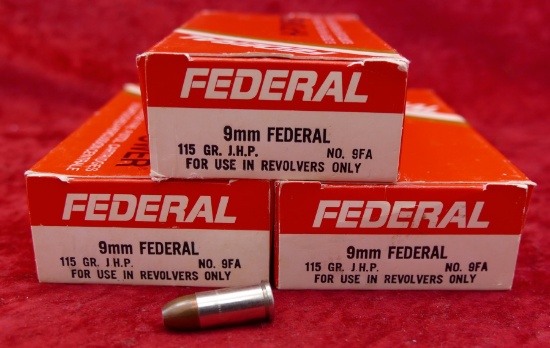 FEDERAL
9mm FEDERAL
115 GR. J.H.P. NO. 9FA
FOR USE IN REVOLVERS ONLY
FEDERAL
9mm FEDERAL
115 GR. J.H.P. NO. 9FA
FOR USE IN REVOLVERS ONLY
FEDERAL
9mm FEDERAL
115 GR. J.H.P. NO. 9FA
FOR USE IN REVOLVERS ONLY